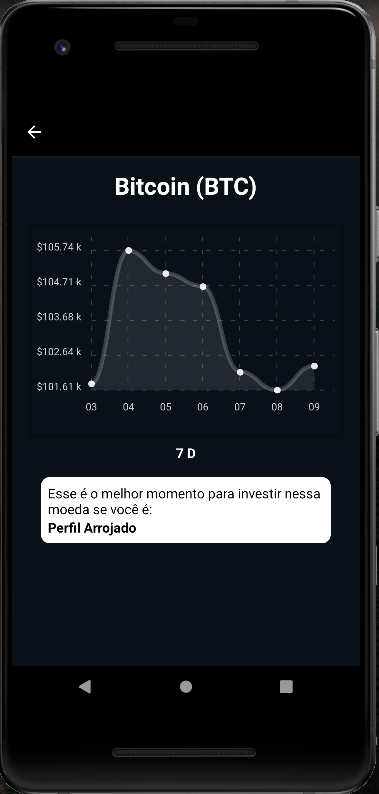 Bitcoin (BTC)
$105.74 k
$104.71 k
$103.68 k
$102.64 k
$101.61 k
03 04 05 06 07 08 09
7 D
Esse é o melhor momento para investir nessa
moeda se você é:
Perfil Arrojado